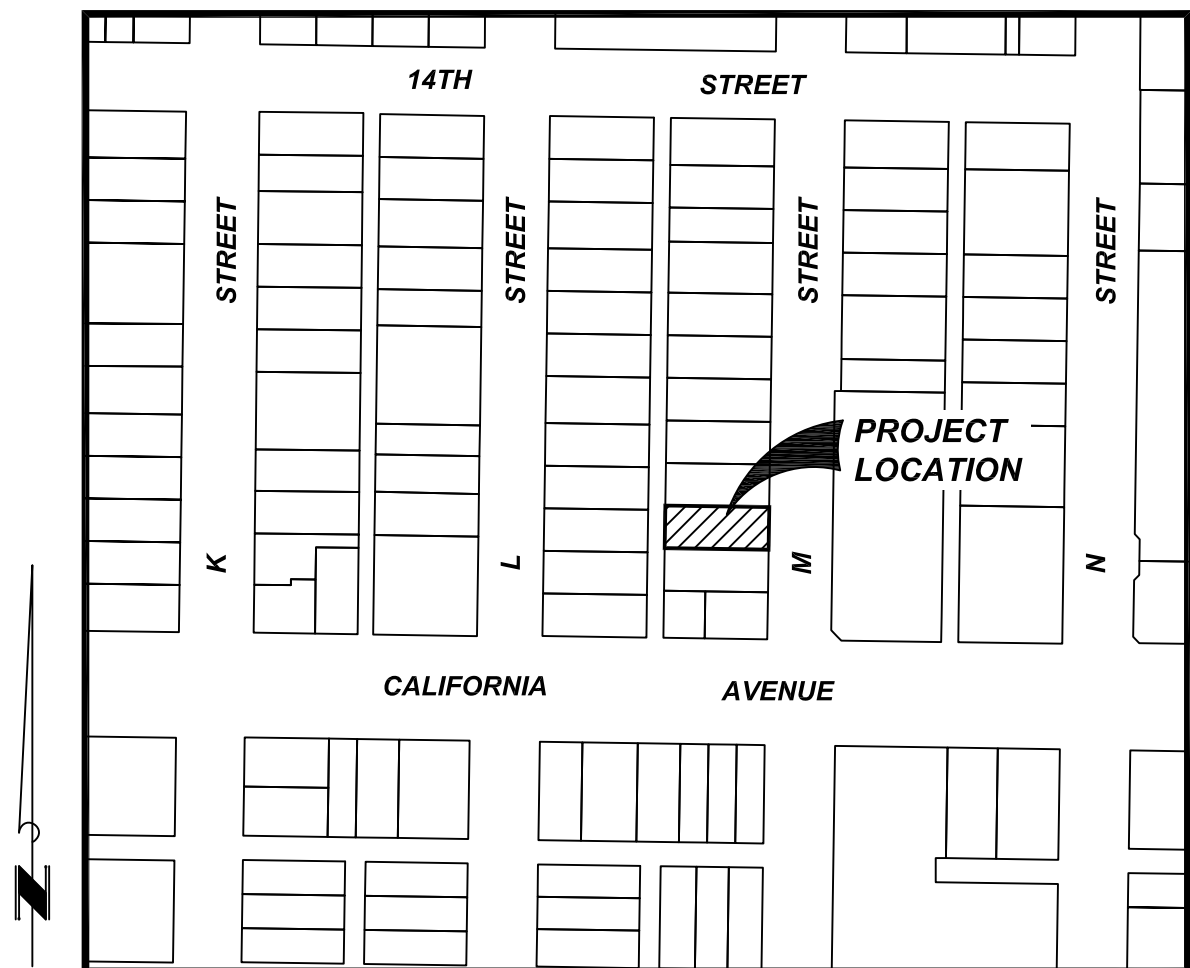 14TH STREET
K STREET
L STREET
M STREET
N STREET
PROJECT
LOCATION
CALIFORNIA AVENUE
N